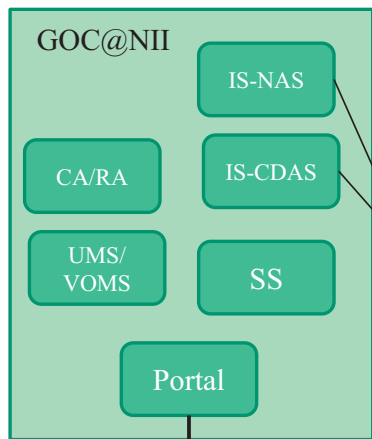 GOC@NII
IS-NAS
CA/RA
IS-CDAS
UMS/
VOMS
SS
Portal